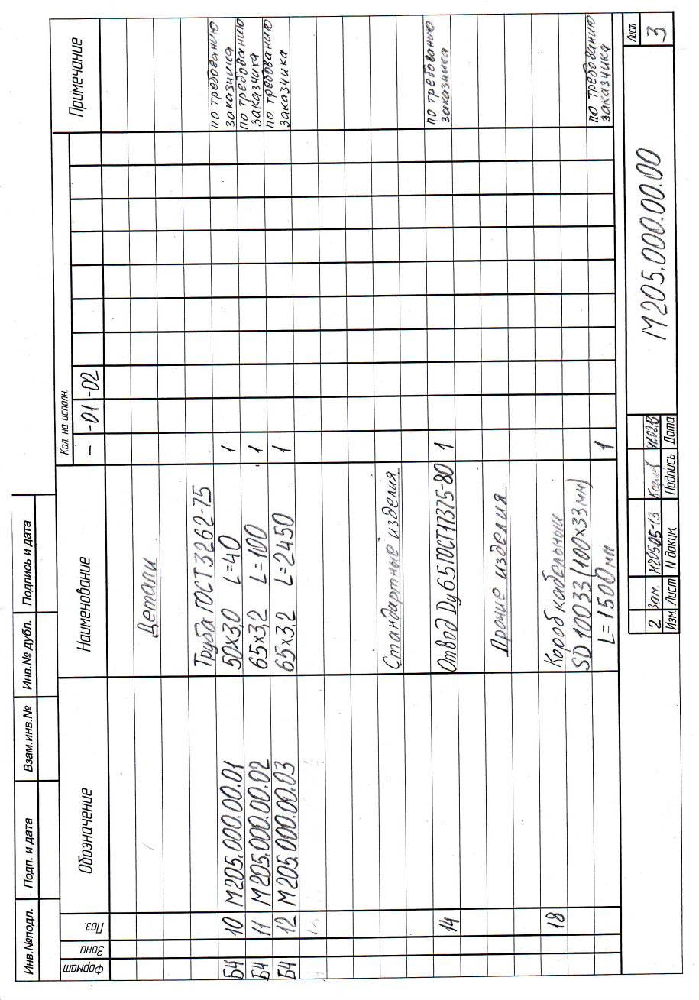 Формат Зона Поз. Обозначение Наименование Кол. на исполн. Примечание
– -01 -02
Детали
Труба ГОСТ 3262-75
Б4 10 М205.000.00.01 50х3,0 L=40 1 по требованию заказчика
Б4 11 М205.000.00.02 65х3,2 L=100 1 по требованию заказчика
Б4 12 М205.000.00.03 65х3,2 L=2450 1 по требованию заказчика
Стандартные изделия
14 Отвод Ду65 ГОСТ17375-80 1 по требованию заказчика
Прочие изделия
18 Короб кабельный
SD 10033 (100х33мм)
L=1500мм 1 по требованию заказчика
Инв.№подл. Подп. и дата Взам.инв.№ Инв.№ дубл. Подпись и дата
2 Зам. М20505-13 11.02.13
Изм Лист N докум. Подпись Дата
М205.000.00.00
Лист
3